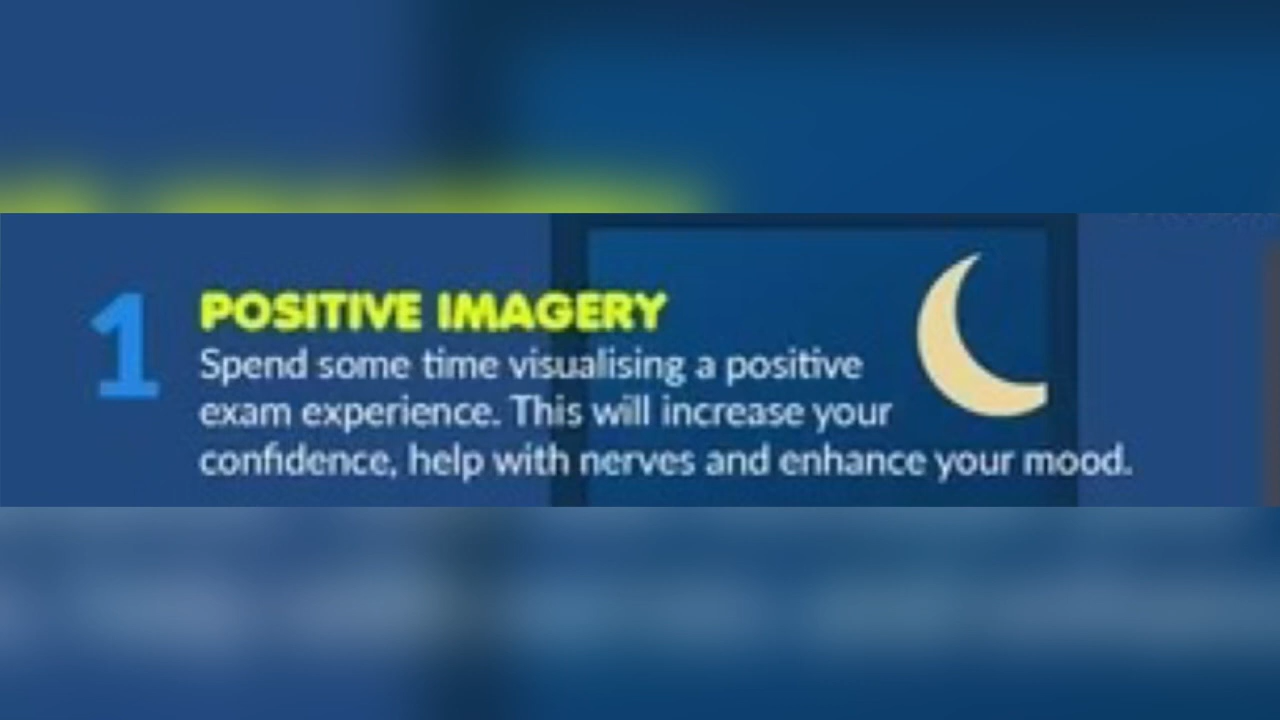 1
POSITIVE IMAGERY
Spend some time visualising a positive
exam experience. This will increase your
confidence, help with nerves and enhance your mood.